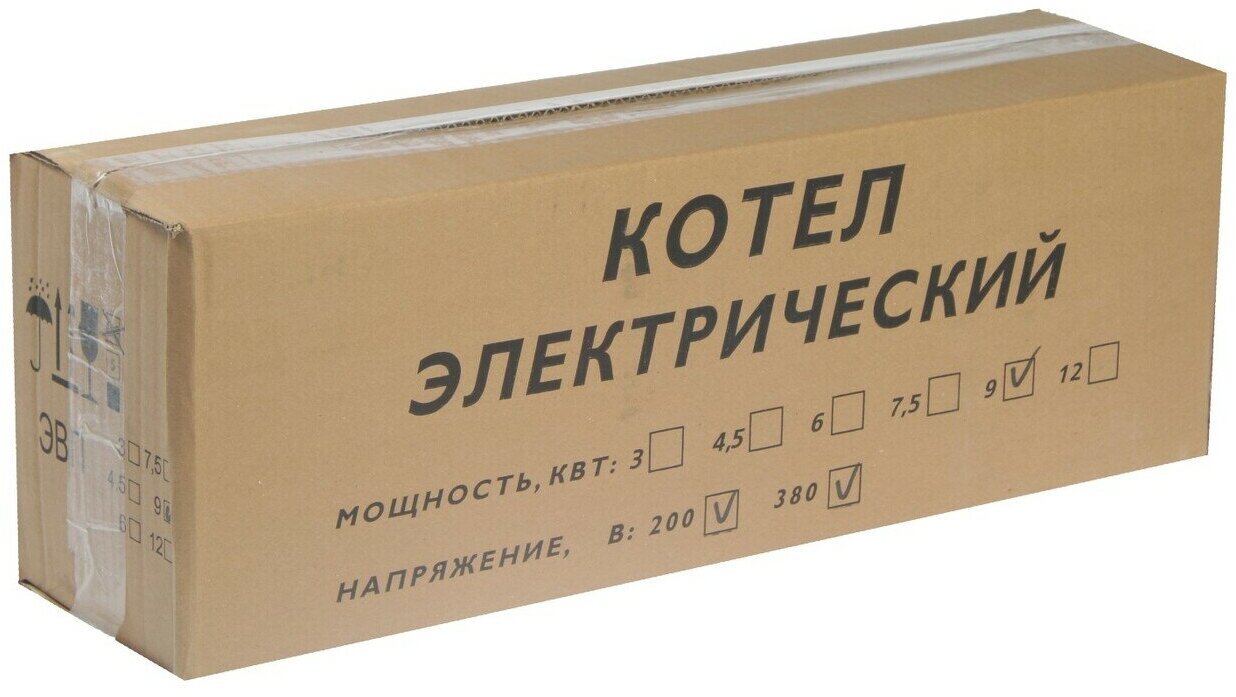 КОТЕЛ
ЭЛЕКТРИЧЕСКИЙ
МОЩНОСТЬ, КВТ: 3 4,5 6 7,5 9 12
НАПРЯЖЕНИЕ, В: 200 380
ЭВ
3 7,5
4,5 9
6 12